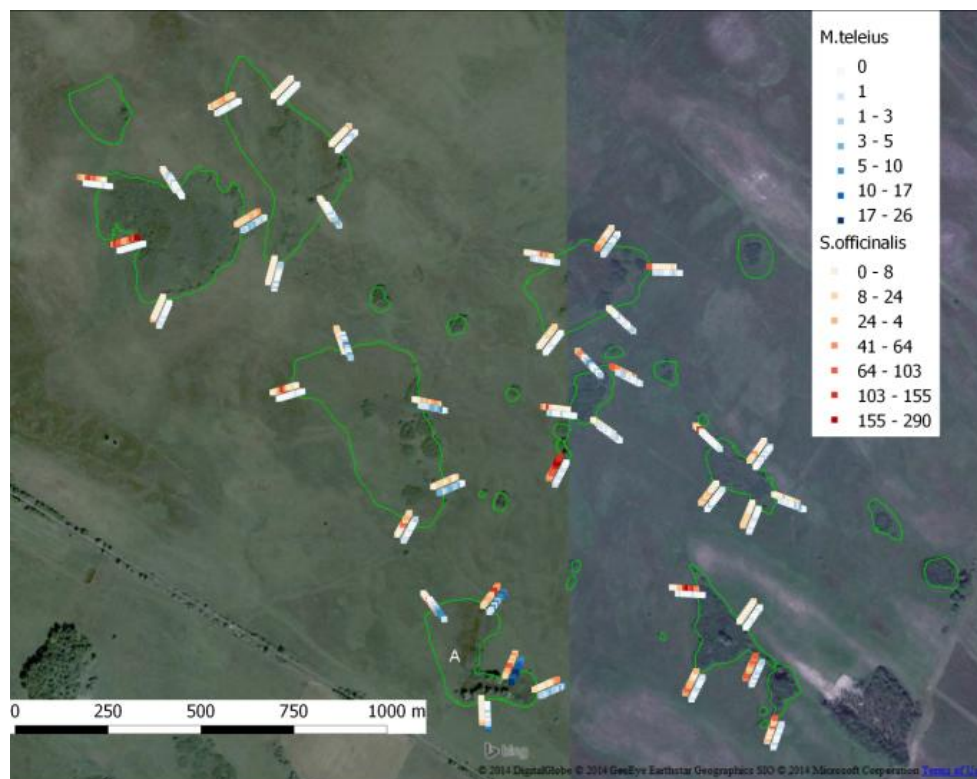 M.teleius
0
1
1 - 3
3 - 5
5 - 10
10 - 17
17 - 26
S.officinalis
0 - 8
8 - 24
24 - 4
41 - 64
64 - 103
103 - 155
155 - 290
A
0 250 500 750 1000 m
bing
© 2014 DigitalGlobe © 2014 GeoEye Earthstar Geographics SIO © 2014 Microsoft Corporation Terms of U